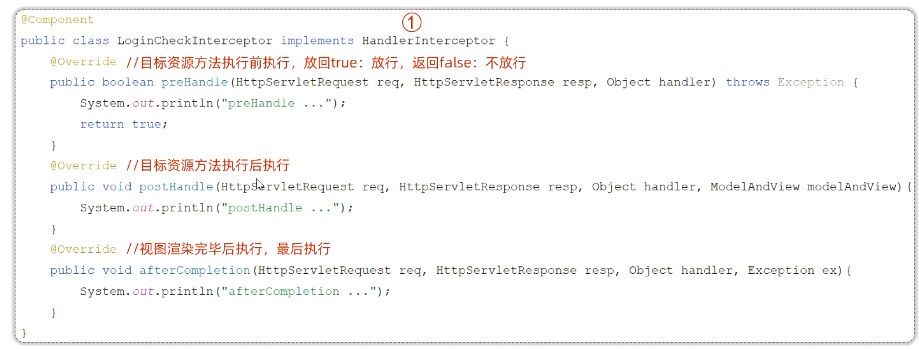 ①
@Component
public class LoginCheckInterceptor implements HandlerInterceptor {
@Override //目标资源方法执行前执行，放回true：放行，返回false：不放行
public boolean preHandle(HttpServletRequest req, HttpServletResponse resp, Object handler) throws Exception {
System.out.println("preHandle ...");
return true;
}
@Override //目标资源方法执行后执行
public void postHandle(HttpServletRequest req, HttpServletResponse resp, Object handler, ModelAndView modelAndView){
System.out.println("postHandle ...");
}
@Override //视图渲染完毕后执行，最后执行
public void afterCompletion(HttpServletRequest req, HttpServletResponse resp, Object handler, Exception ex){
System.out.println("afterCompletion ...");
}
}